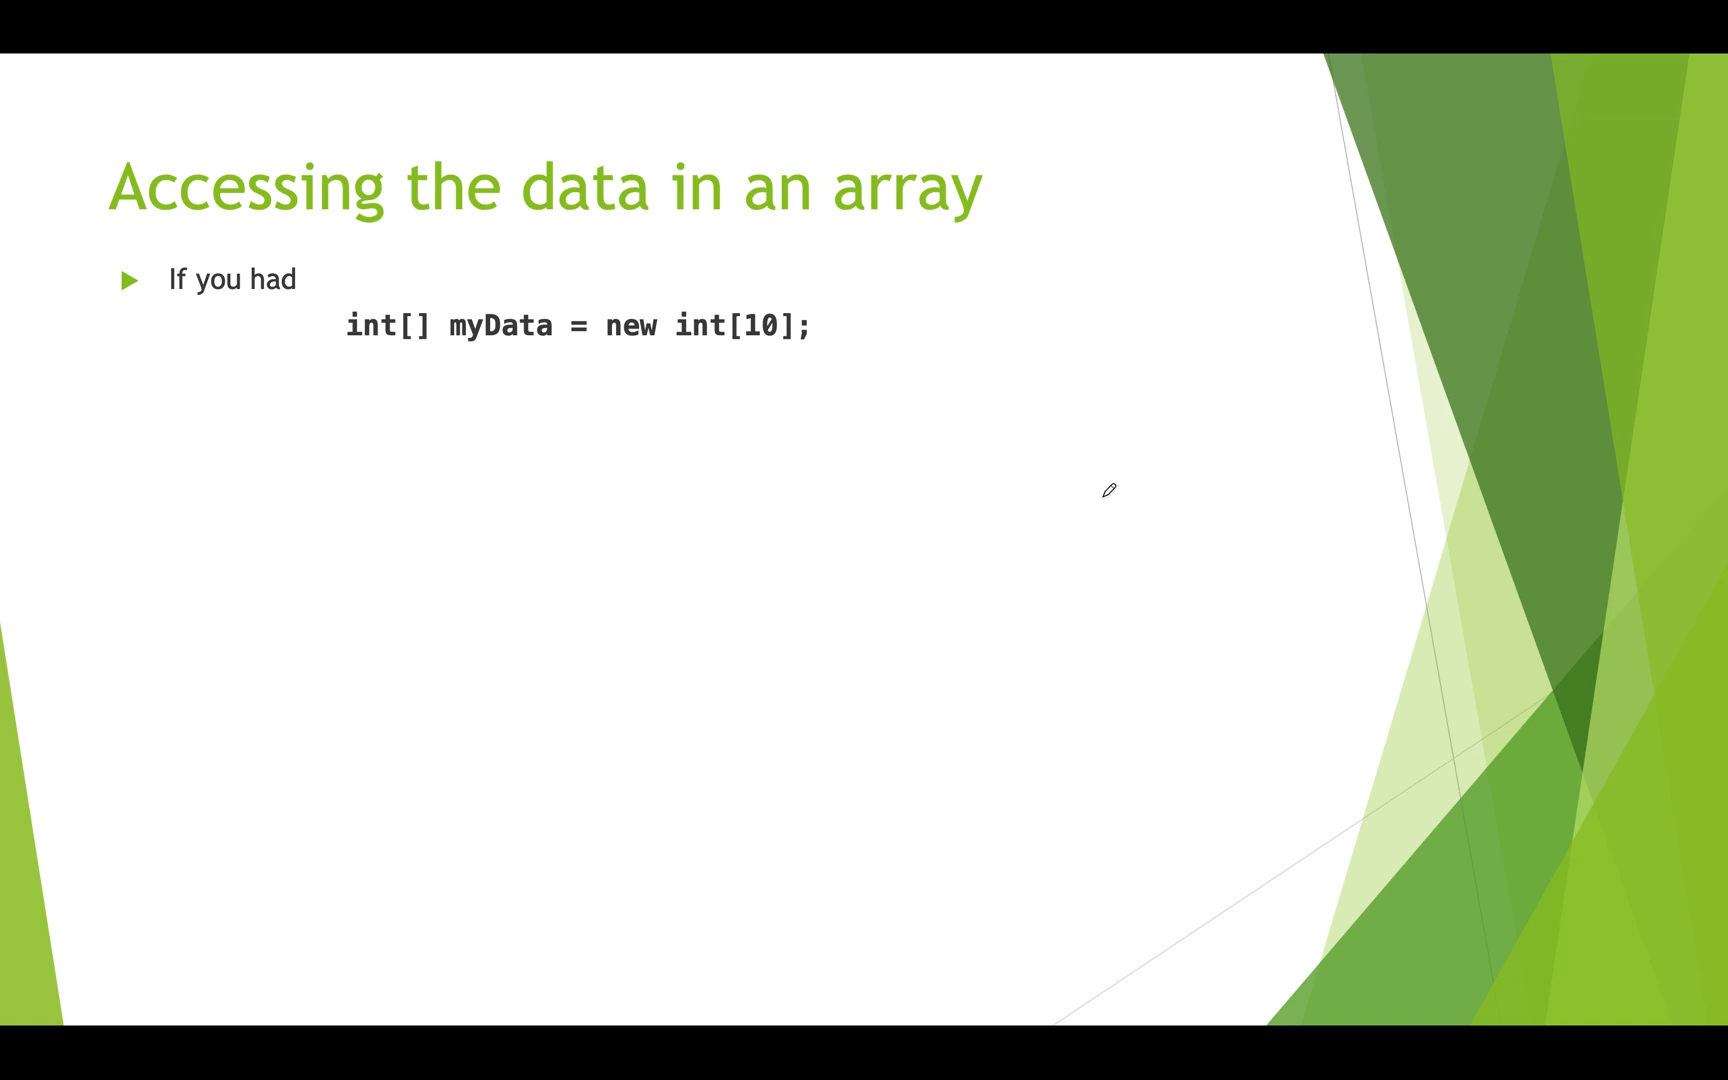 Accessing the data in an array
If you had
int[] myData = new int[10];